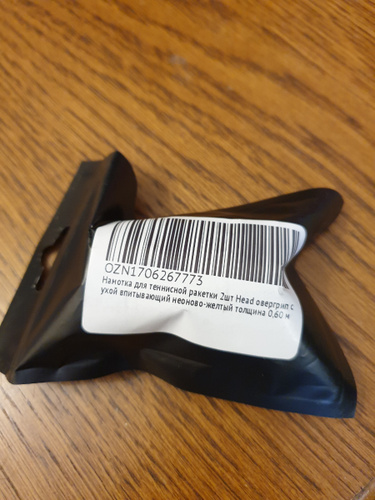 OZN1706267773
Намотка для теннисной ракетки 2шт Head овергрип с
ухой впитывающий неоново-желтый толщина 0,60 м